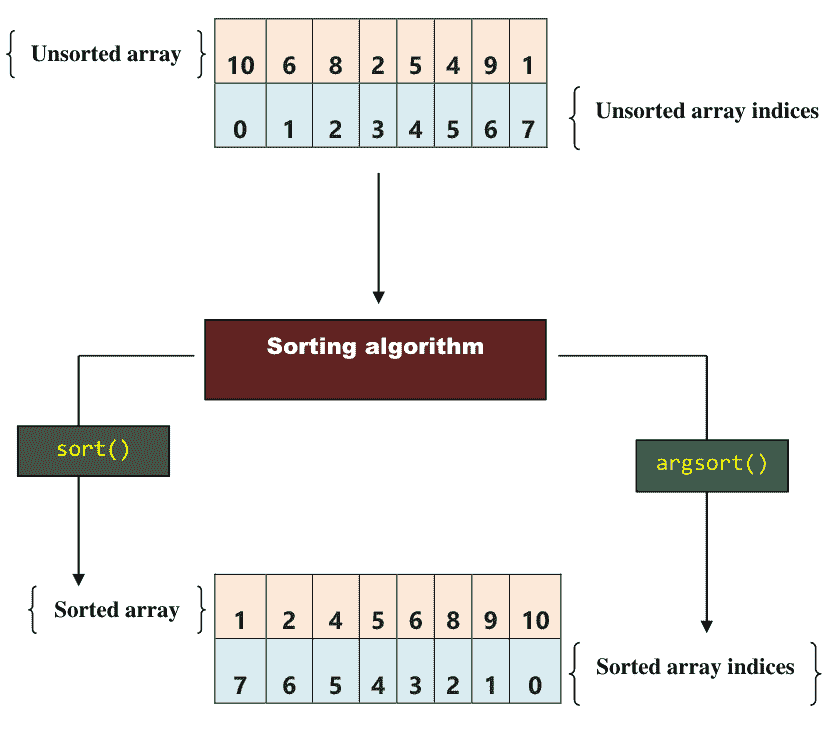 Unsorted array
10 6 8 2 5 4 9 1
0 1 2 3 4 5 6 7
Unsorted array indices
Sorting algorithm
sort()
argsort()
Sorted array
1 2 4 5 6 8 9 10
7 6 5 4 3 2 1 0
Sorted array indices